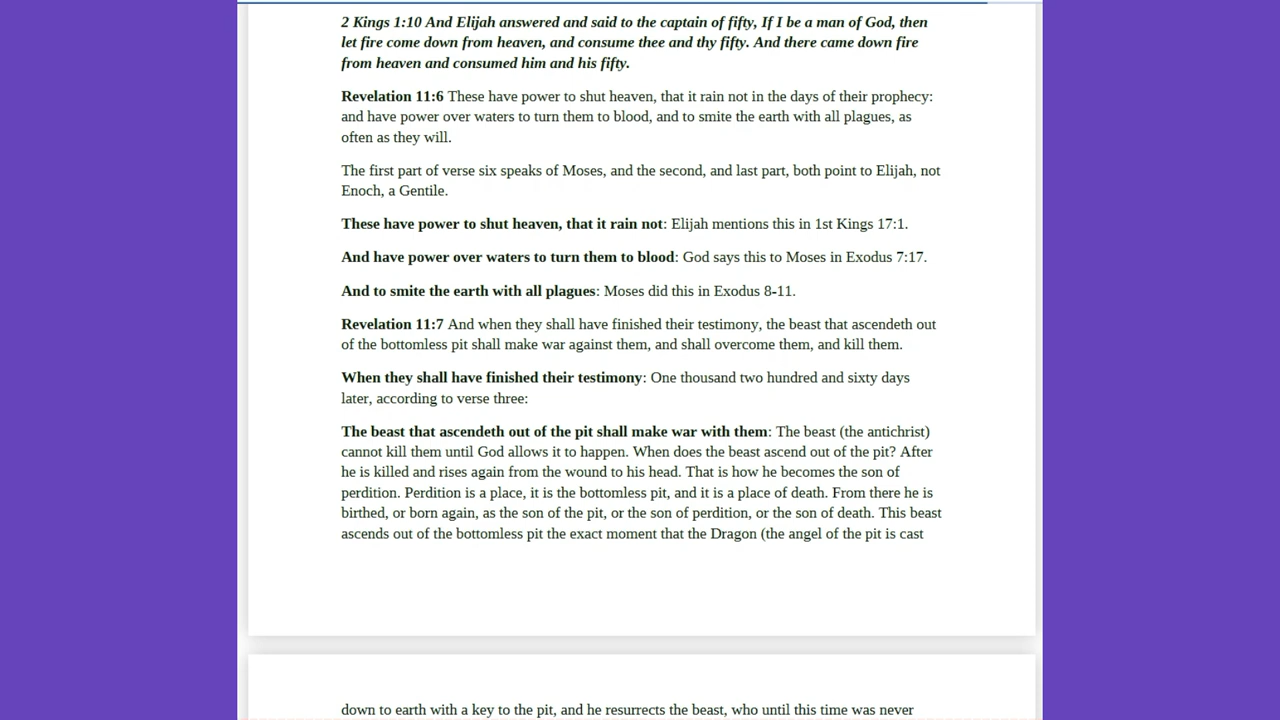 2 Kings 1:10 And Elijah answered and said to the captain of fifty, If I be a man of God, then
let fire come down from heaven, and consume thee and thy fifty. And there came down fire
from heaven and consumed him and his fifty.
Revelation 11:6 These have power to shut heaven, that it rain not in the days of their prophecy:
and have power over waters to turn them to blood, and to smite the earth with all plagues, as
often as they will.
The first part of verse six speaks of Moses, and the second, and last part, both point to Elijah, not
Enoch, a Gentile.
These have power to shut heaven, that it rain not: Elijah mentions this in 1st Kings 17:1.
And have power over waters to turn them to blood: God says this to Moses in Exodus 7:17.
And to smite the earth with all plagues: Moses did this in Exodus 8-11.
Revelation 11:7 And when they shall have finished their testimony, the beast that ascendeth out
of the bottomless pit shall make war against them, and shall overcome them, and kill them.
When they shall have finished their testimony: One thousand two hundred and sixty days
later, according to verse three:
The beast that ascendeth out of the pit shall make war with them: The beast (the antichrist)
cannot kill them until God allows it to happen. When does the beast ascend out of the pit? After
he is killed and rises again from the wound to his head. That is how he becomes the son of
perdition. Perdition is a place, it is the bottomless pit, and it is a place of death. From there he is
birthed, or born again, as the son of the pit, or the son of perdition, or the son of death. This beast
ascends out of the bottomless pit the exact moment that the Dragon (the angel of the pit is cast
down to earth with a key to the pit, and he resurrects the beast, who until this time was never